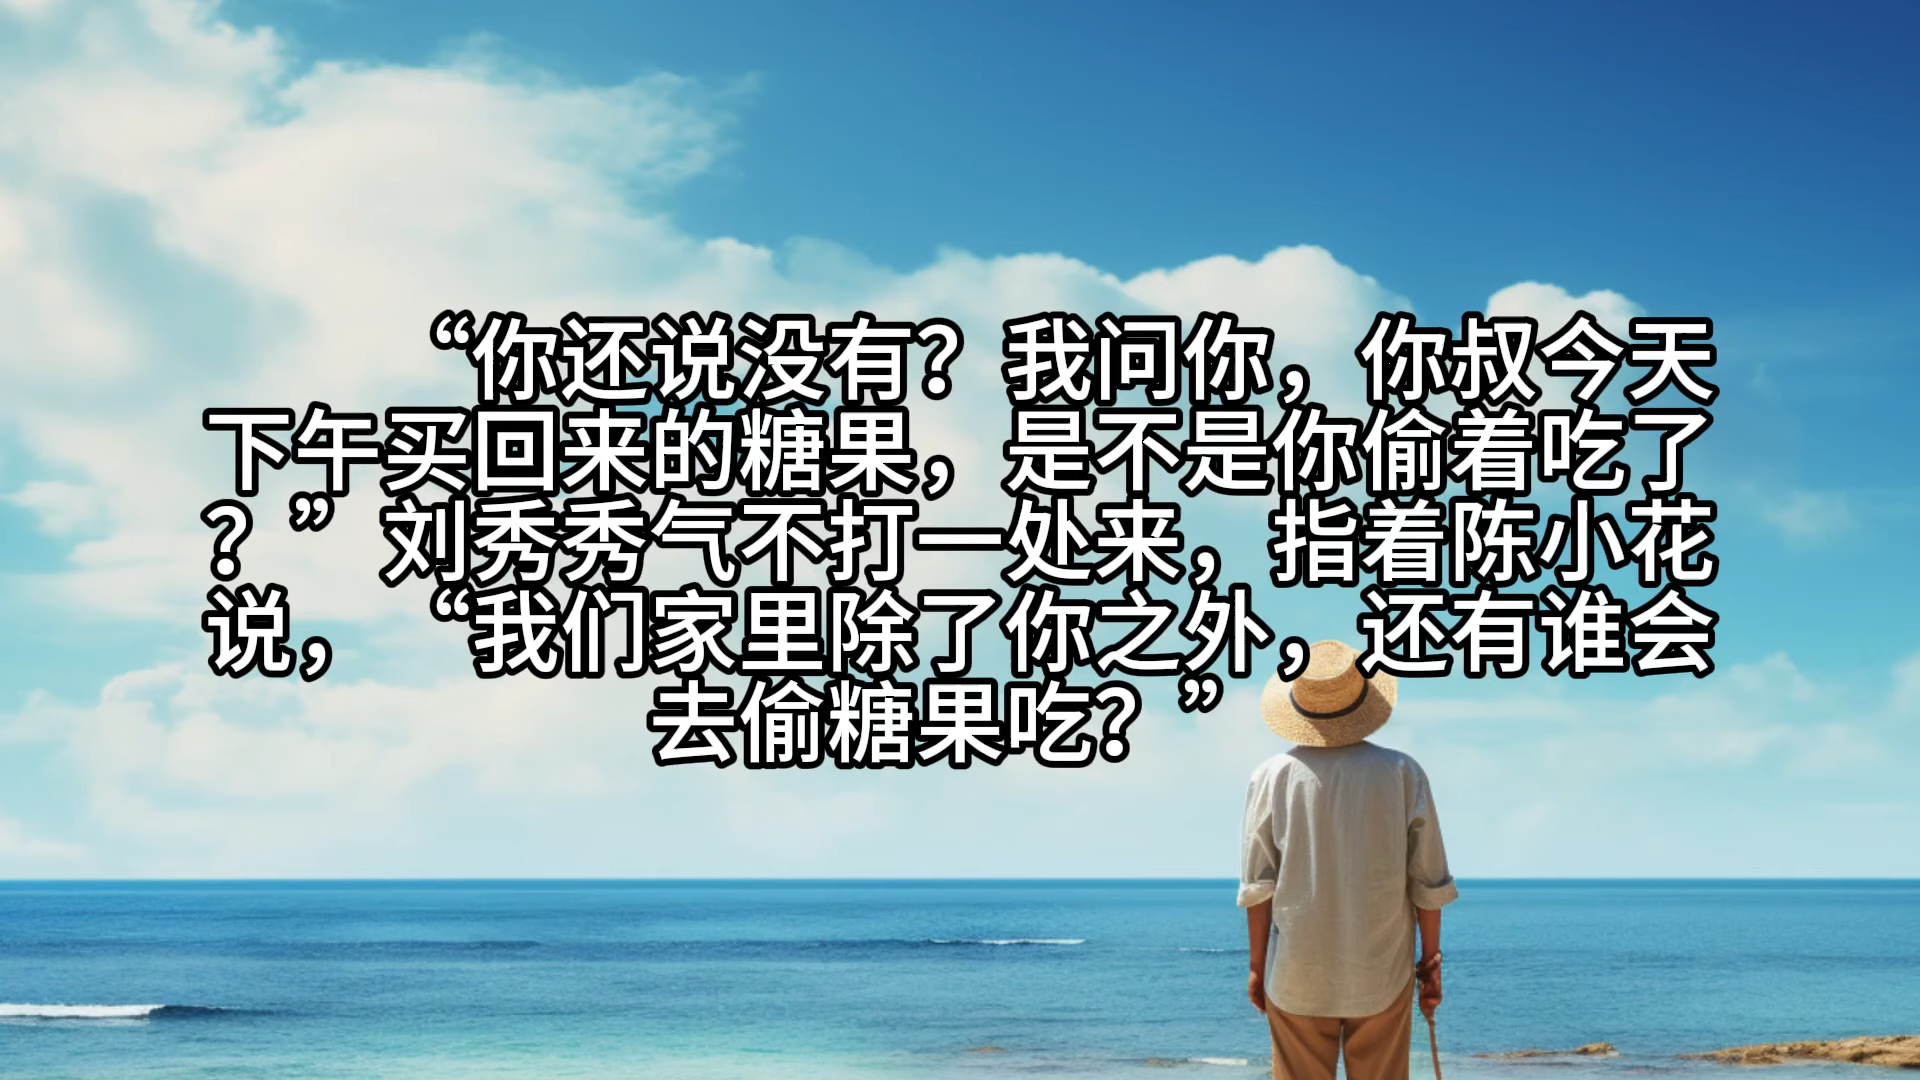 “你还说没有？我问你，你叔今天
下午买回来的糖果，是不是你偷着吃了
？”刘秀秀气不打一处来，指着陈小花
说，“我们家里除了你之外，还有谁会
去偷糖果吃？”